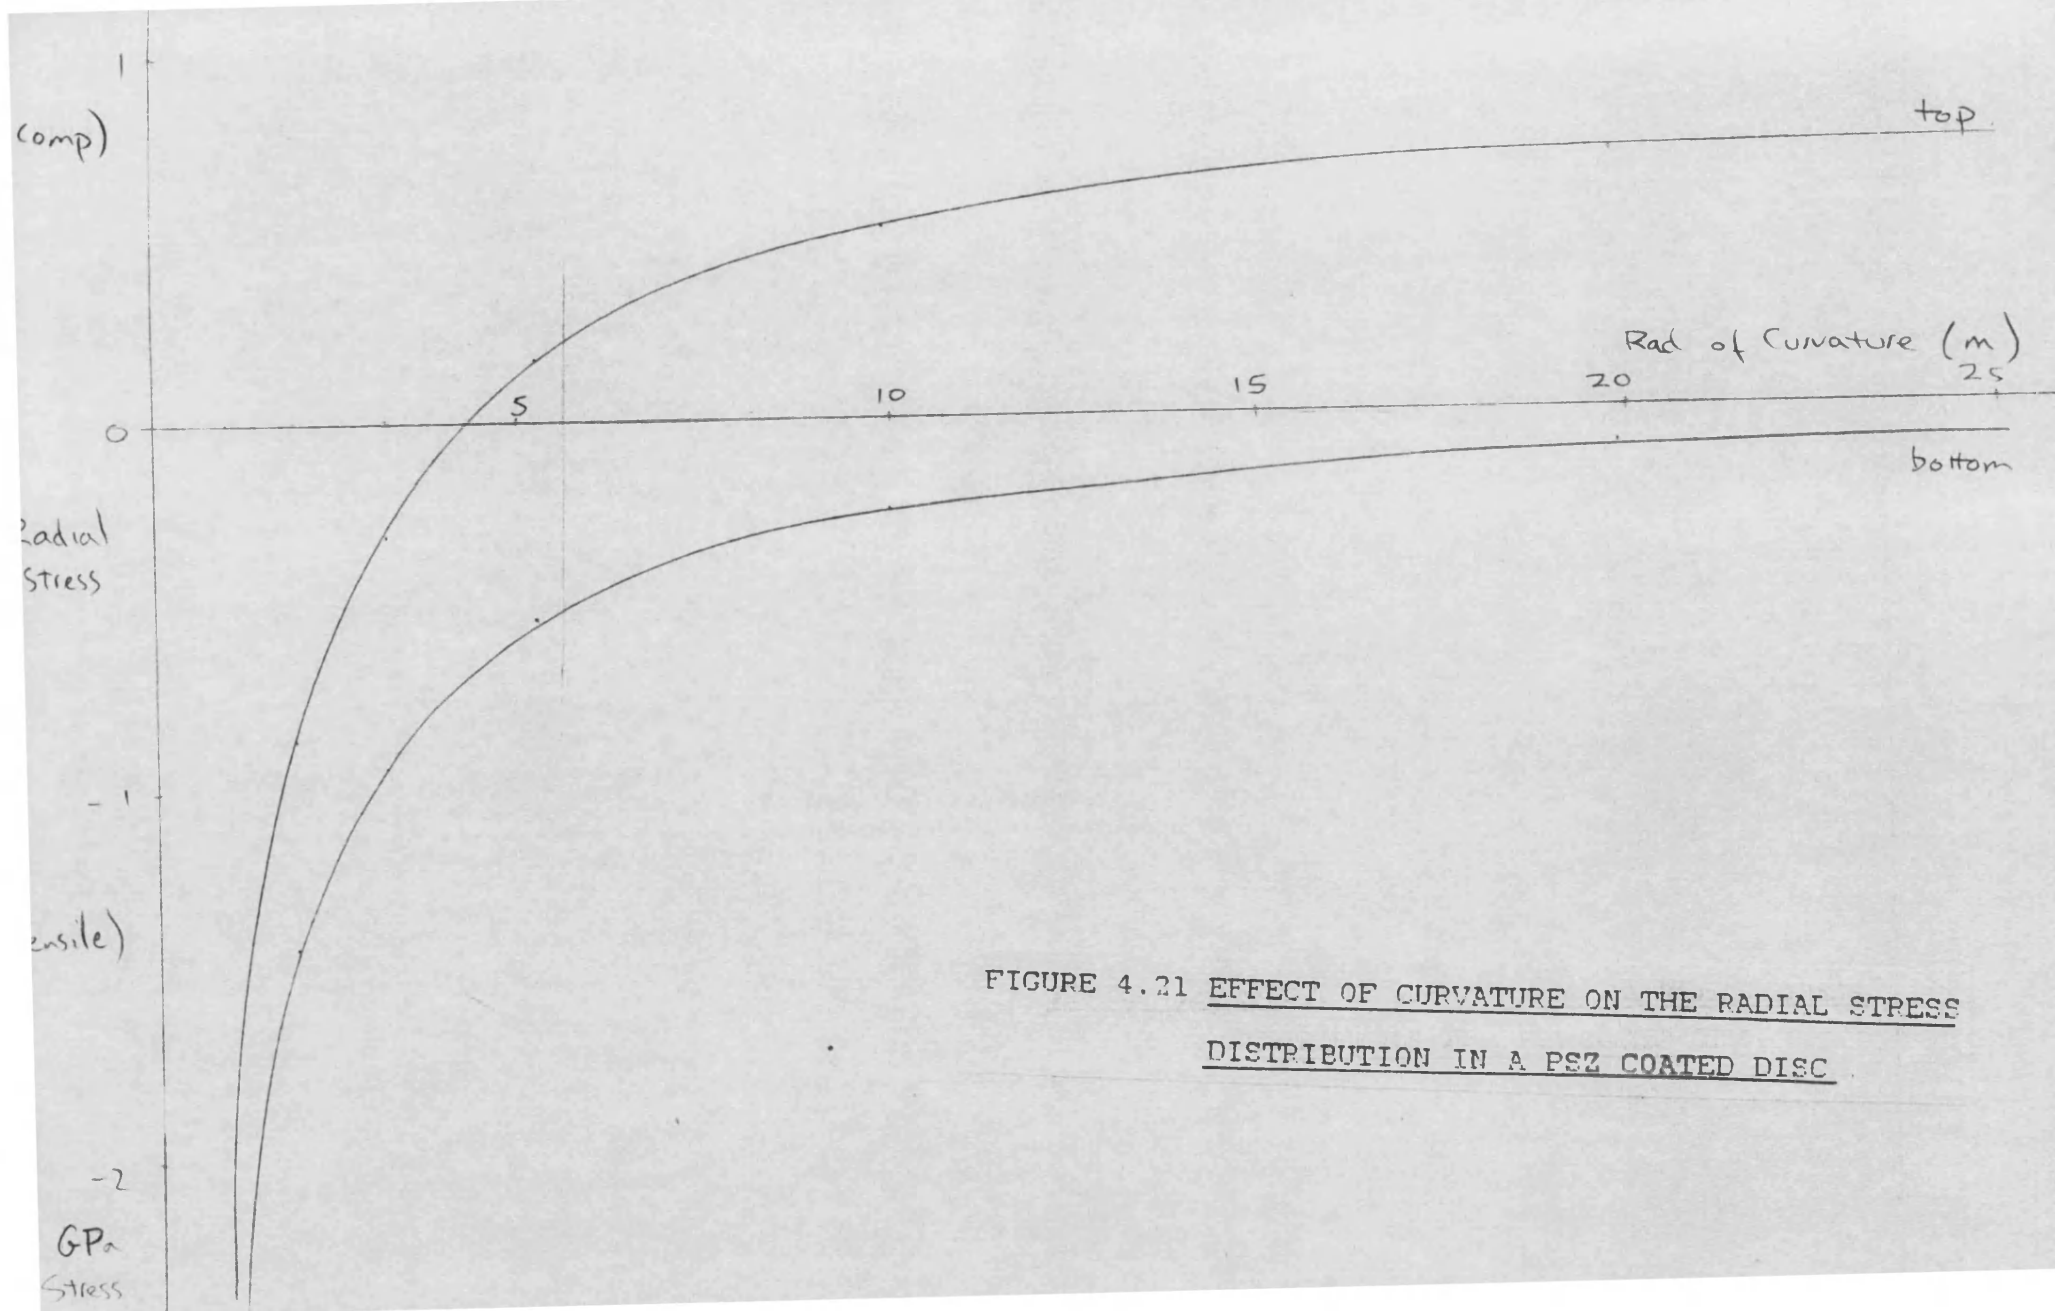 1
comp)
top
Rad of Curvature (m)
5
10
15
20
25
0
bottom
Radial
Stress
-1
ensile)
FIGURE 4.21 EFFECT OF CURVATURE ON THE RADIAL STRESS
DISTRIBUTION IN A PSZ COATED DISC
-2
GPa
Stress